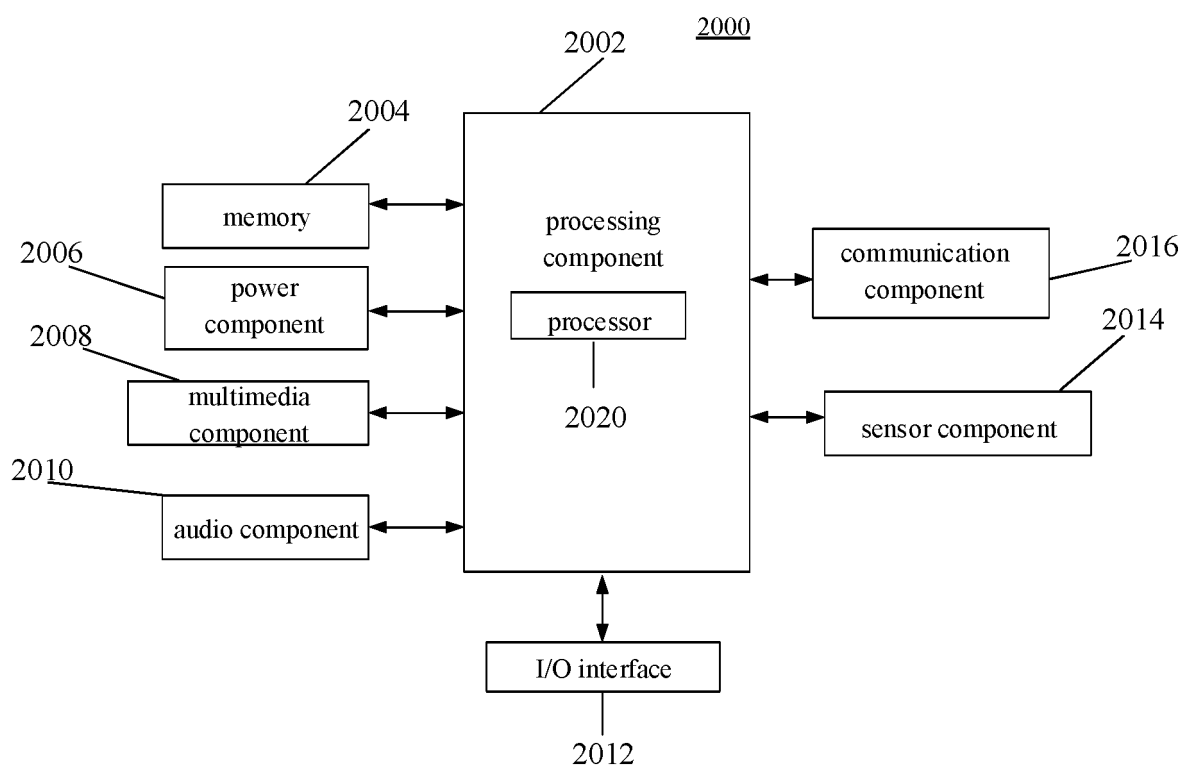 2000
2002
2004
memory
2006
power
component
2008
multimedia
component
2010
audio component
processing
component
processor
2020
communication
component
2016
2014
sensor component
I/O interface
2012